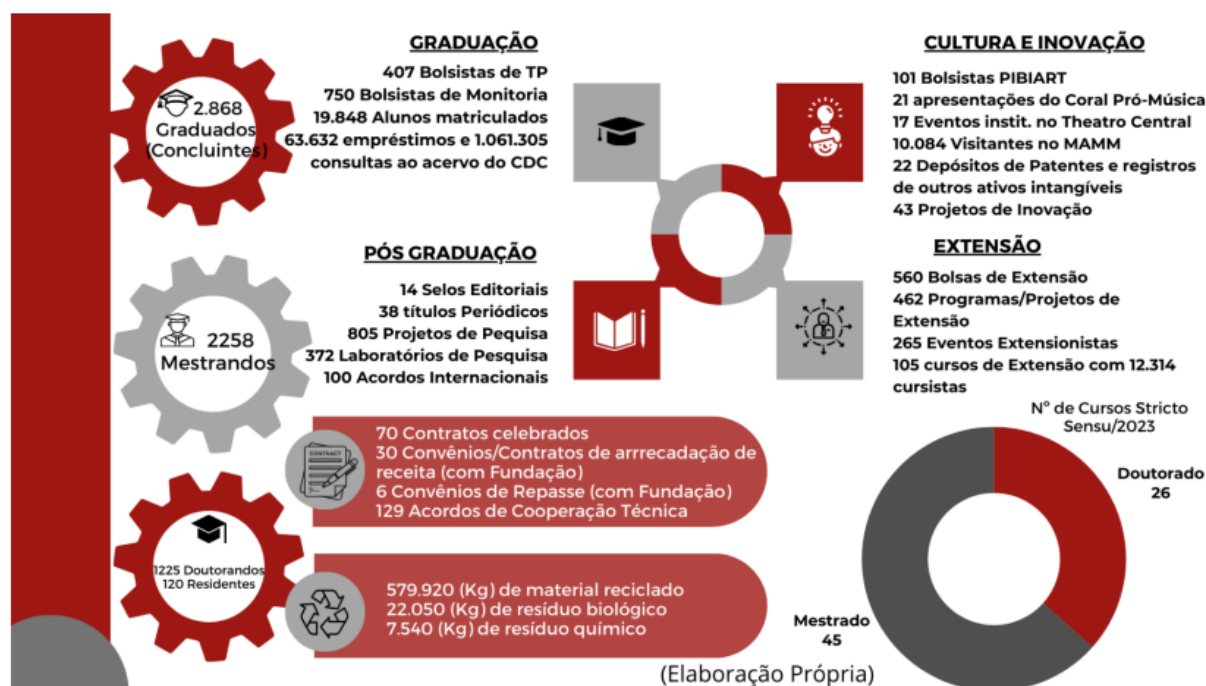 2.868
Graduados
(Concluintes)
GRADUAÇÃO
407 Bolsistas de TP
750 Bolsistas de Monitoria
19.848 Alunos matriculados
63.632 empréstimos e 1.061.305
consultas ao acervo do CDC
CULTURA E INOVAÇÃO
101 Bolsistas PIBIART
21 apresentações do Coral Pró-Música
17 Eventos instit. no Theatro Central
10.084 Visitantes no MAMM
22 Depósitos de Patentes e registros
de outros ativos intangíveis
43 Projetos de Inovação
2258
Mestrandos
PÓS GRADUAÇÃO
14 Selos Editoriais
38 títulos Periódicos
805 Projetos de Pequisa
372 Laboratórios de Pesquisa
100 Acordos Internacionais
EXTENSÃO
560 Bolsas de Extensão
462 Programas/Projetos de
Extensão
265 Eventos Extensionistas
105 cursos de Extensão com 12.314
cursistas
1225 Doutorandos
120 Residentes
CONTRACT
70 Contratos celebrados
30 Convênios/Contratos de arrrecadação de
receita (com Fundação)
6 Convênios de Repasse (com Fundação)
129 Acordos de Cooperação Técnica
579.920 (Kg) de material reciclado
22.050 (Kg) de resíduo biológico
7.540 (Kg) de resíduo químico
Nº de Cursos Stricto
Sensu/2023
Doutorado
26
Mestrado
45
(Elaboração Própria)